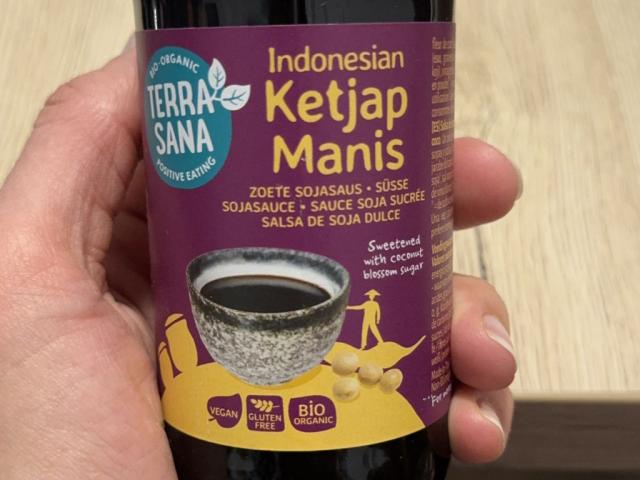 BIO-ORGANIC
TERRA
SANA
POSITIVE EATING
Indonesian
Ketjap
Manis
ZOETE SOJASAUS • SÜSSE
SOJASAUCE • SAUCE SOJA SUCRÉE
SALSA DE SOJA DULCE
Sweetened
with coconut
blossom sugar
VEGAN
GLUTEN
FREE
BiO
ORGANIC